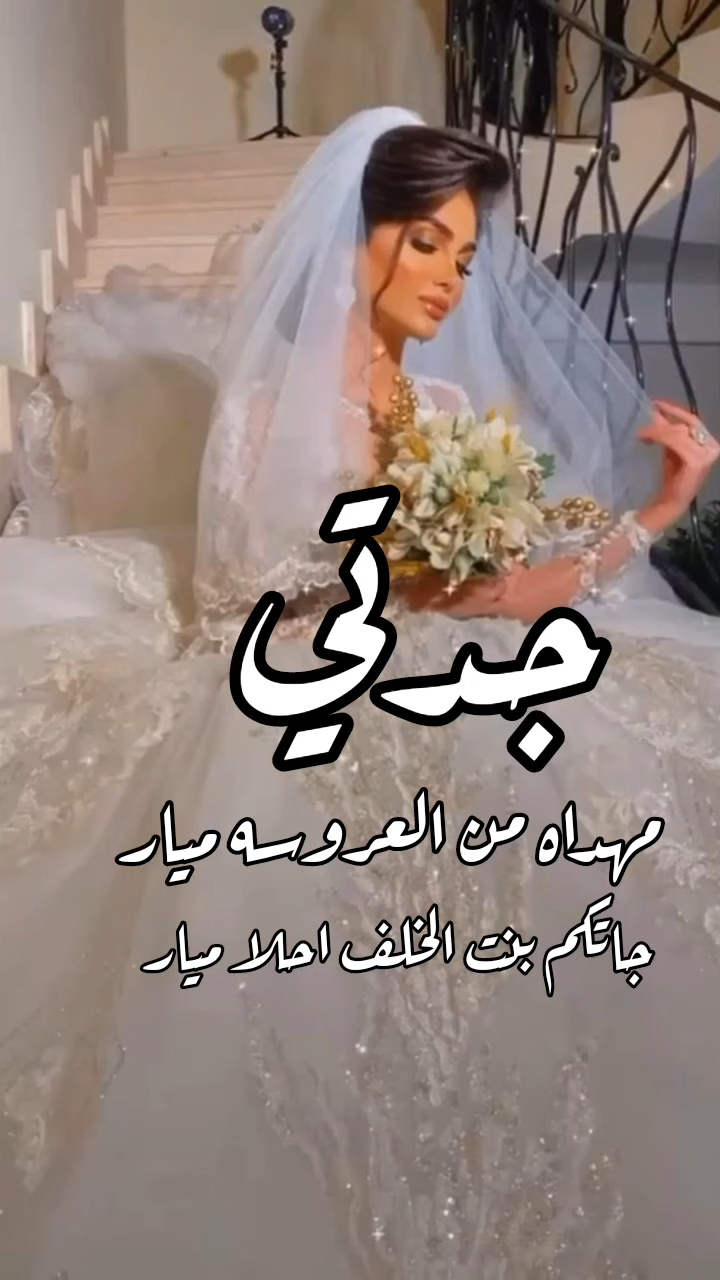 جدتي
مهداه من العروسه ميار
جاتكم بنت الخلف احلا ميار